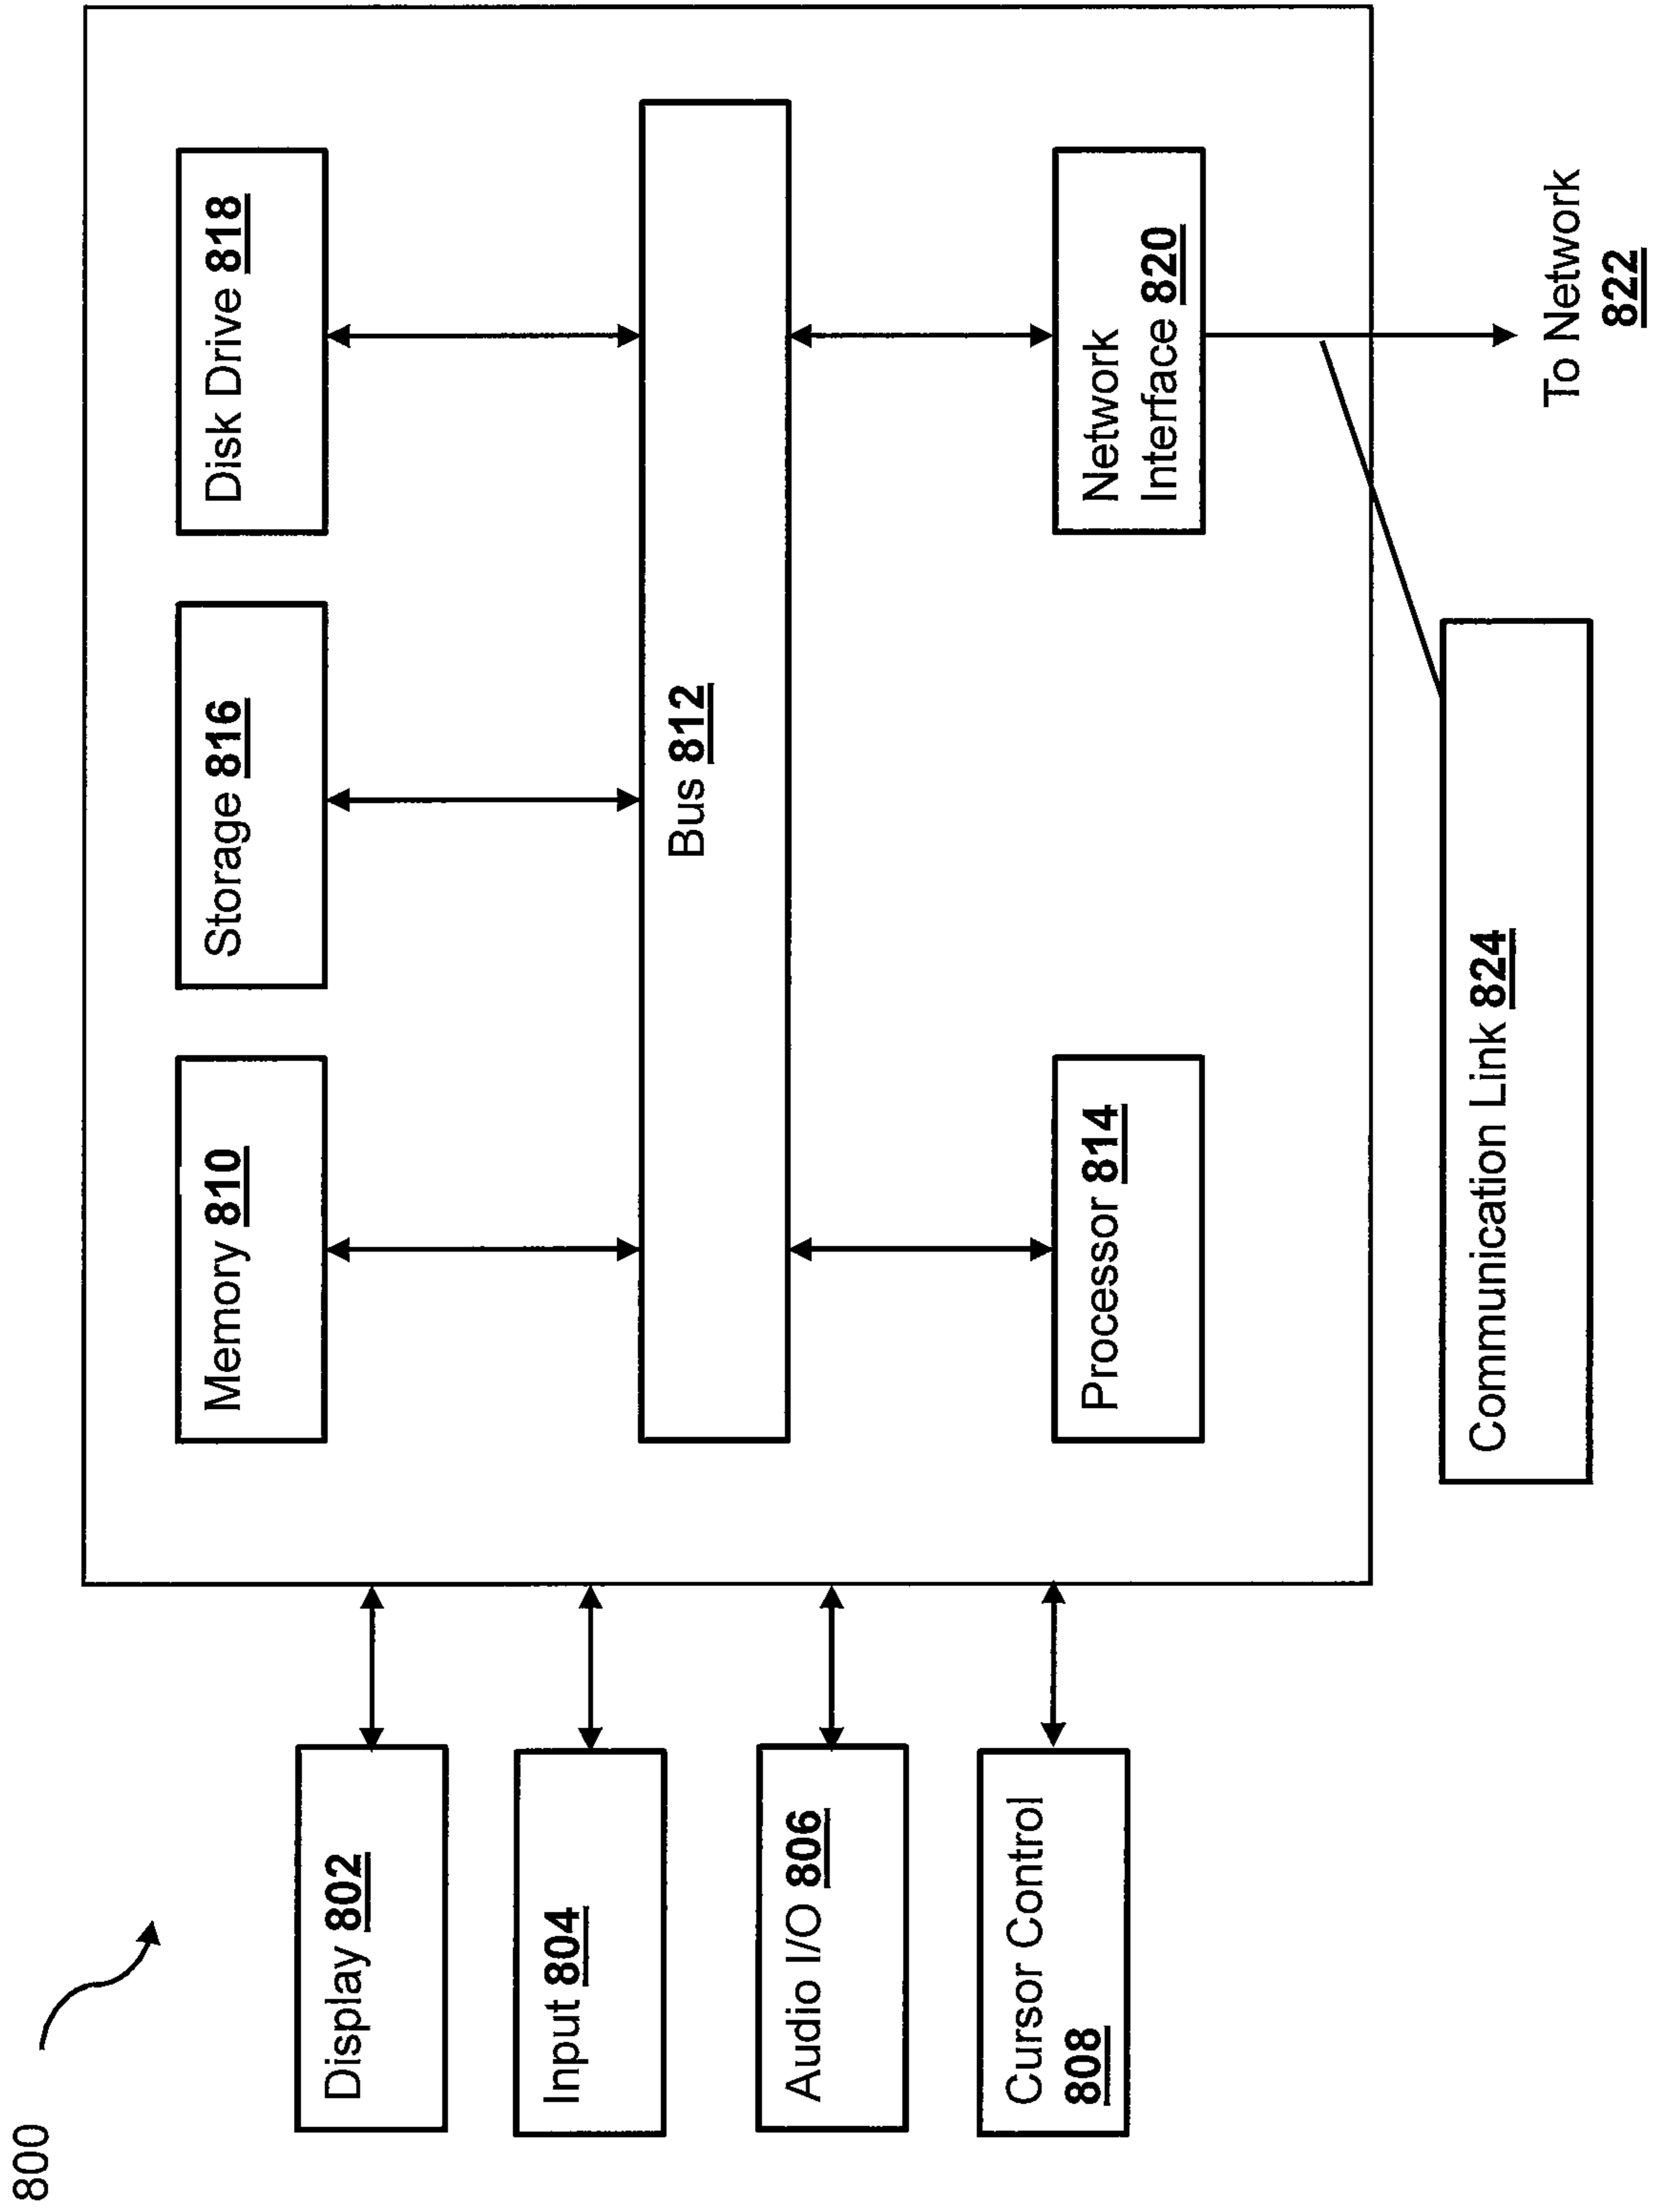 800
Display 802
Input 804
Audio I/O 806
Cursor Control
808
Memory 810
Storage 816
Disk Drive 818
Bus 812
Processor 814
Network
Interface 820
Communication Link 824
To Network
822